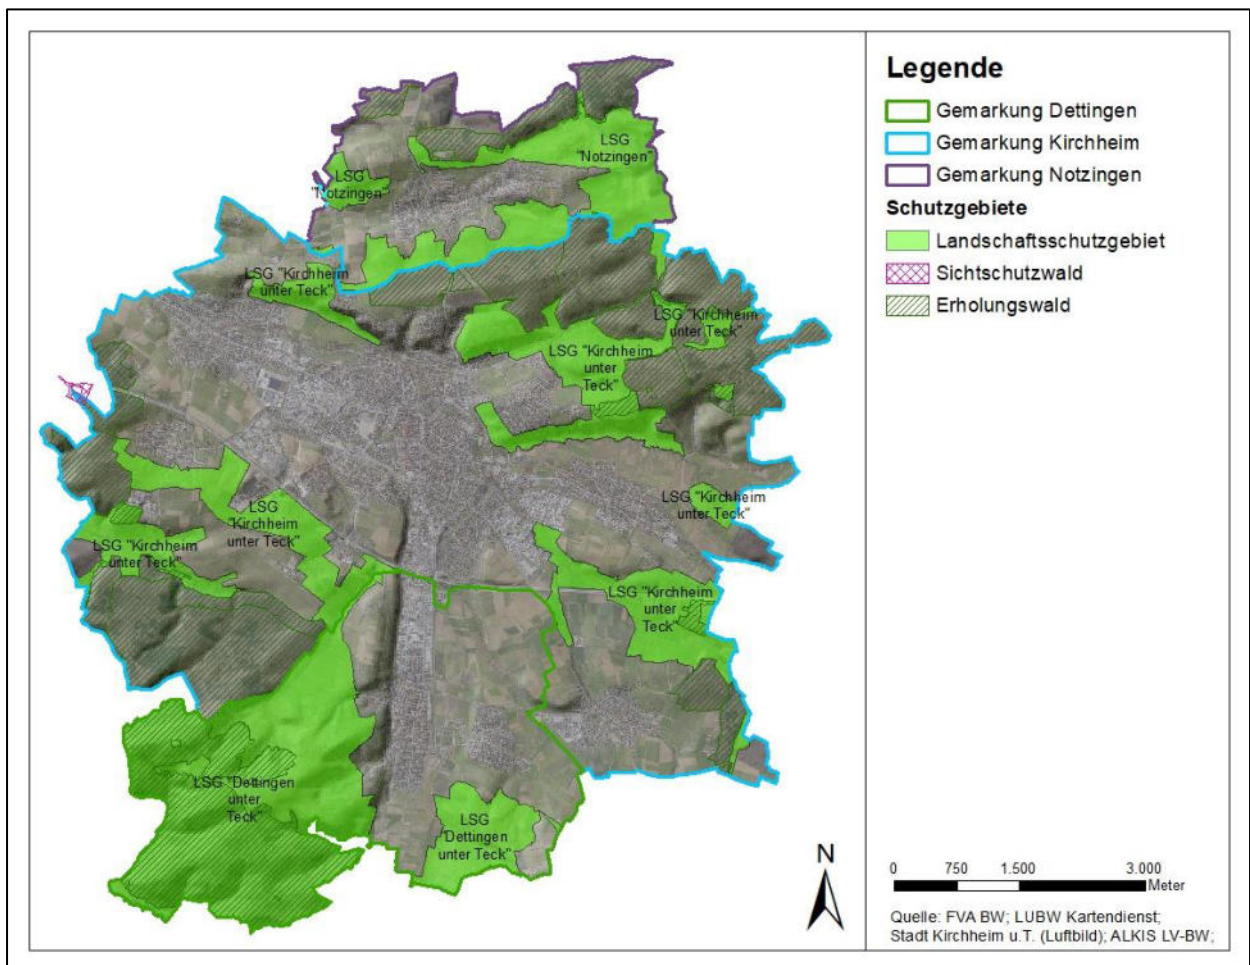 LSG
"Notzingen"
LSG
"Notzingen"
LSG "Kirchheim
unter Teck"
LSG "Kirchheim
unter Teck"
LSG "Kirchheim
unter
Teck"
LSG "Kirchheim
unter Teck"
LSG
"Kirchheim
unter Teck"
LSG "Kirchheim
unter Teck"
LSG "Kirchheim
unter
Teck"
LSG "Dettingen
unter
Teck"
LSG
"Dettingen
unter Teck"
Legende
Gemarkung Dettingen
Gemarkung Kirchheim
Gemarkung Notzingen
Schutzgebiete
Landschaftsschutzgebiet
Sichtschutzwald
Erholungswald
N
0 750 1.500 3.000
Meter
Quelle: FVA BW; LUBW Kartendienst;
Stadt Kirchheim u.T. (Luftbild); ALKIS LV-BW;